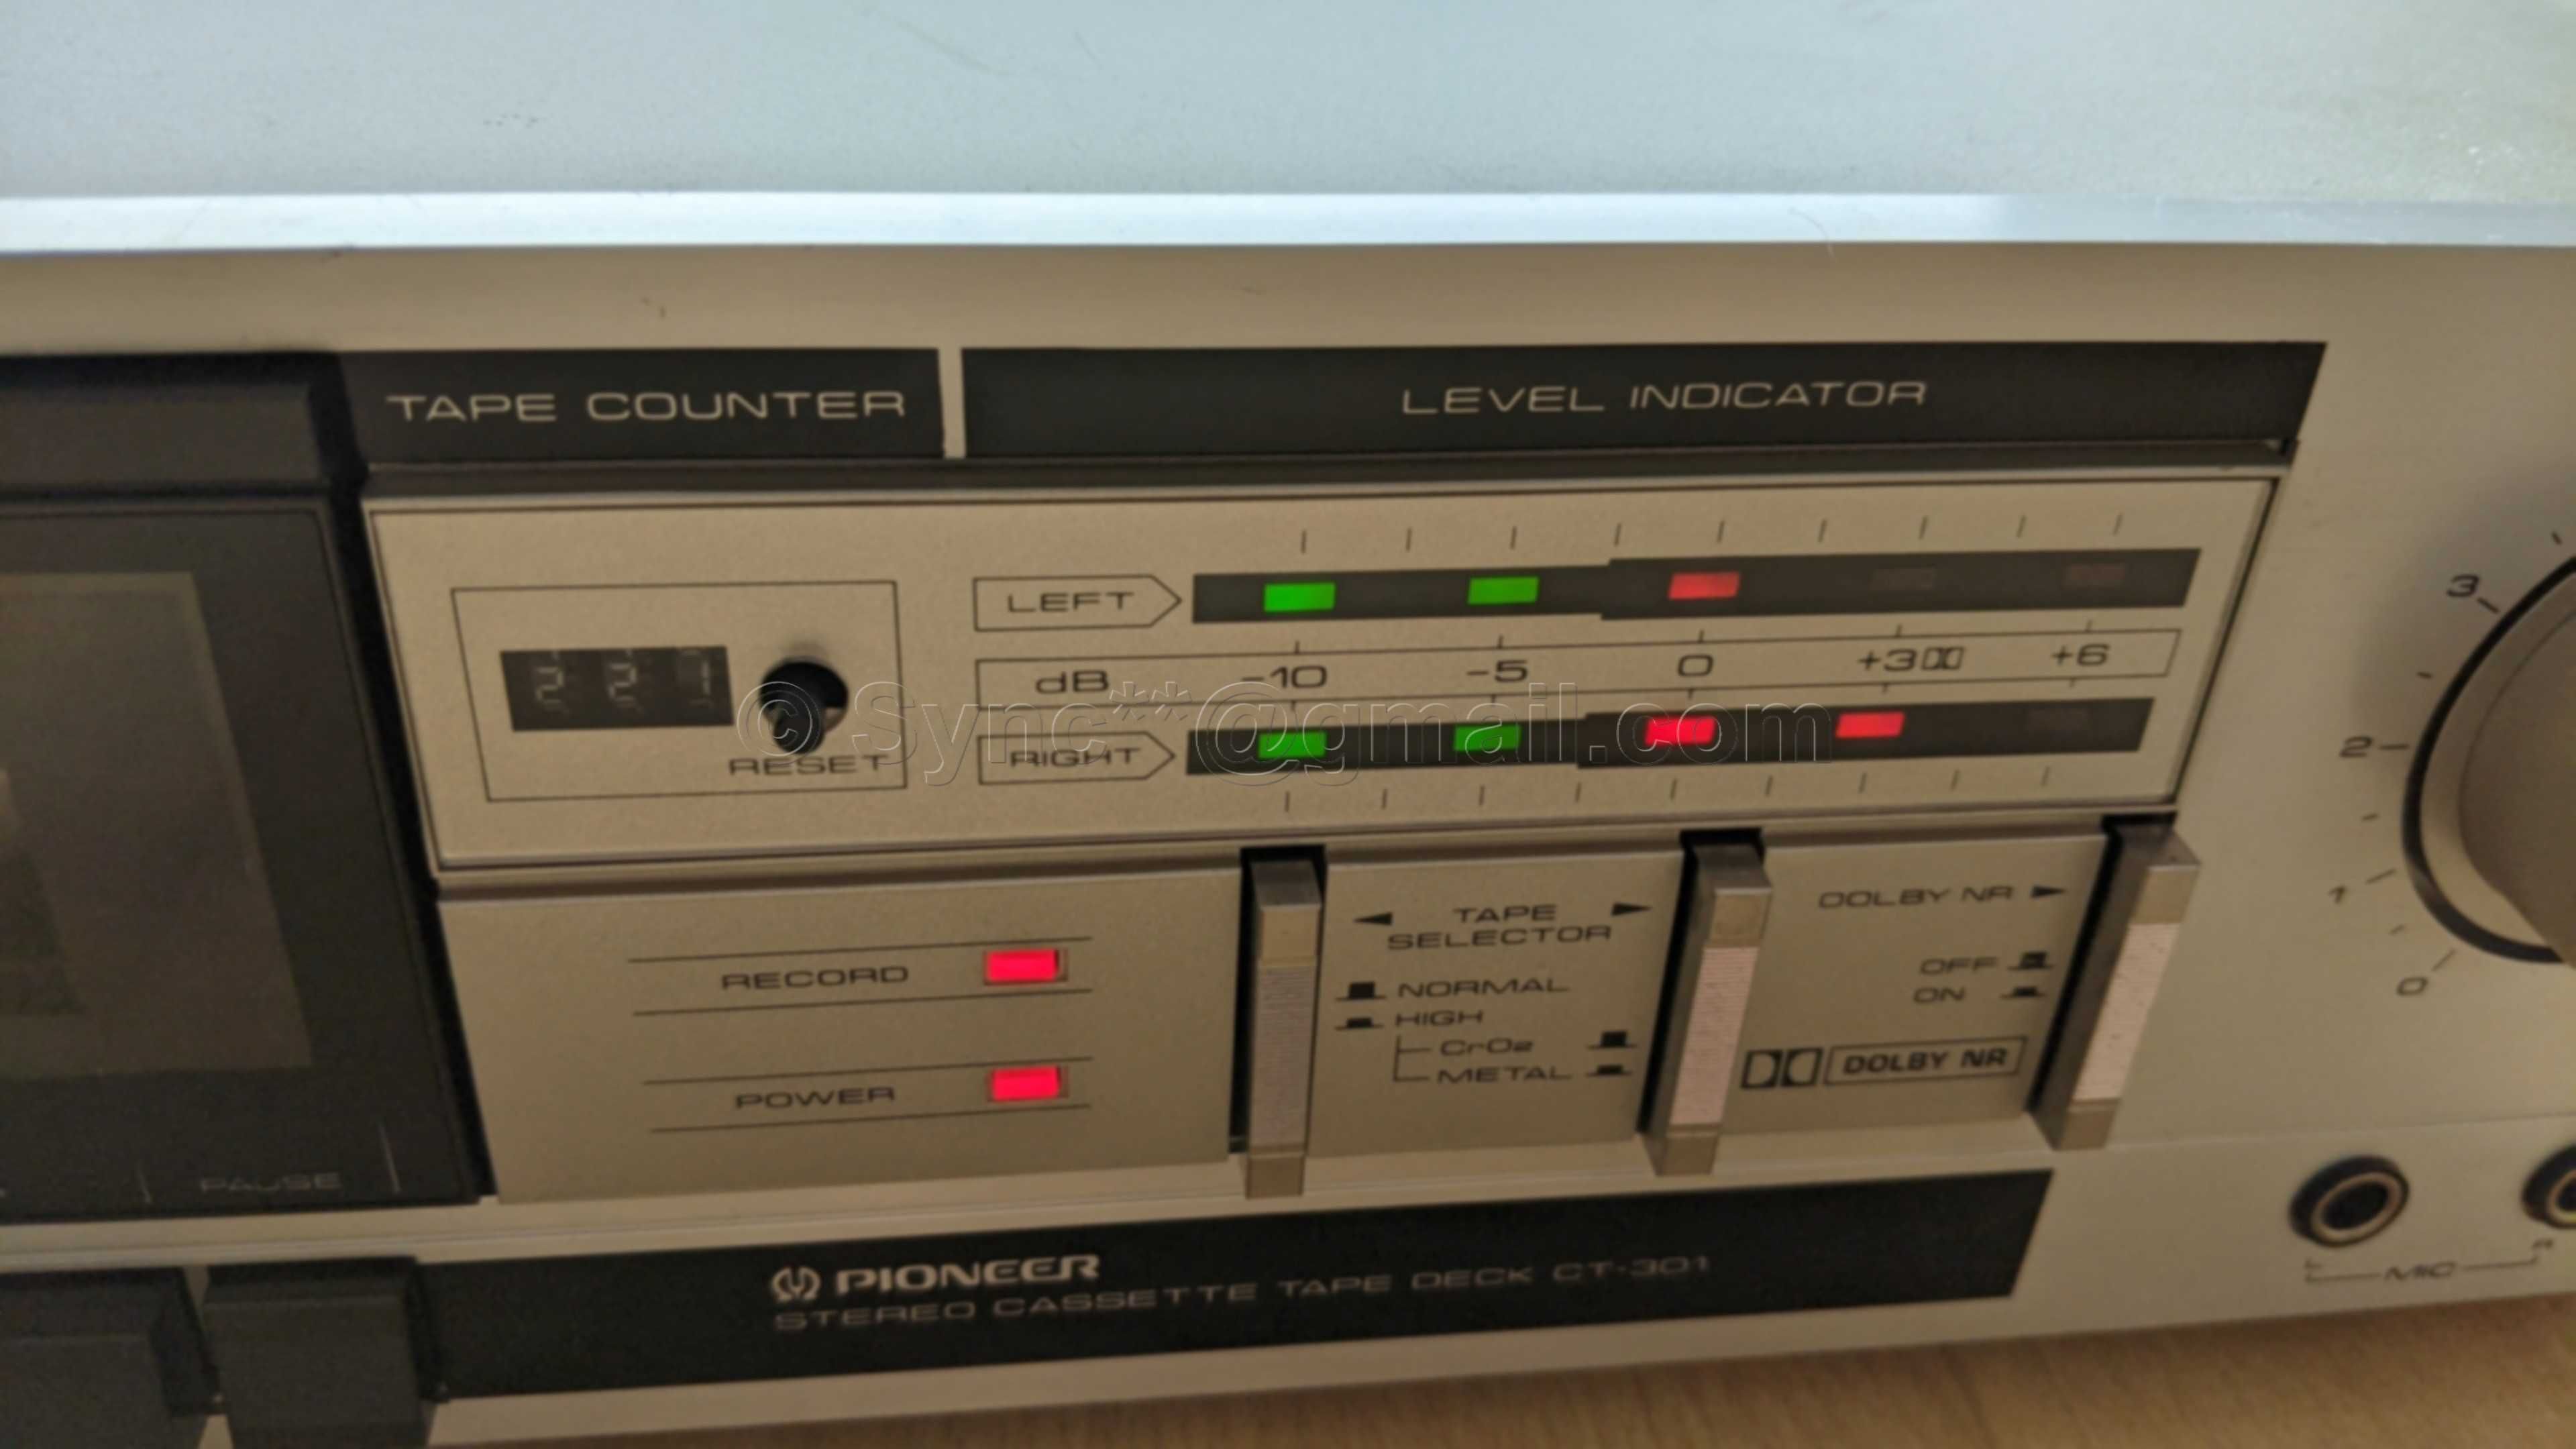 TAPE COUNTER
LEVEL INDICATOR
LEFT
dB -10 -5 0 +3 +6
RIGHT
RESET
© Sync**@gmail.com
3
2
1
0
RECORD
POWER
TAPE
SELECTOR
NORMAL
HIGH
CrO2
METAL
DOLBY NR
OFF
ON
DOLBY NR
PAUSE
PIONEER
STEREO CASSETTE TAPE DECK CT-301
L MIC R